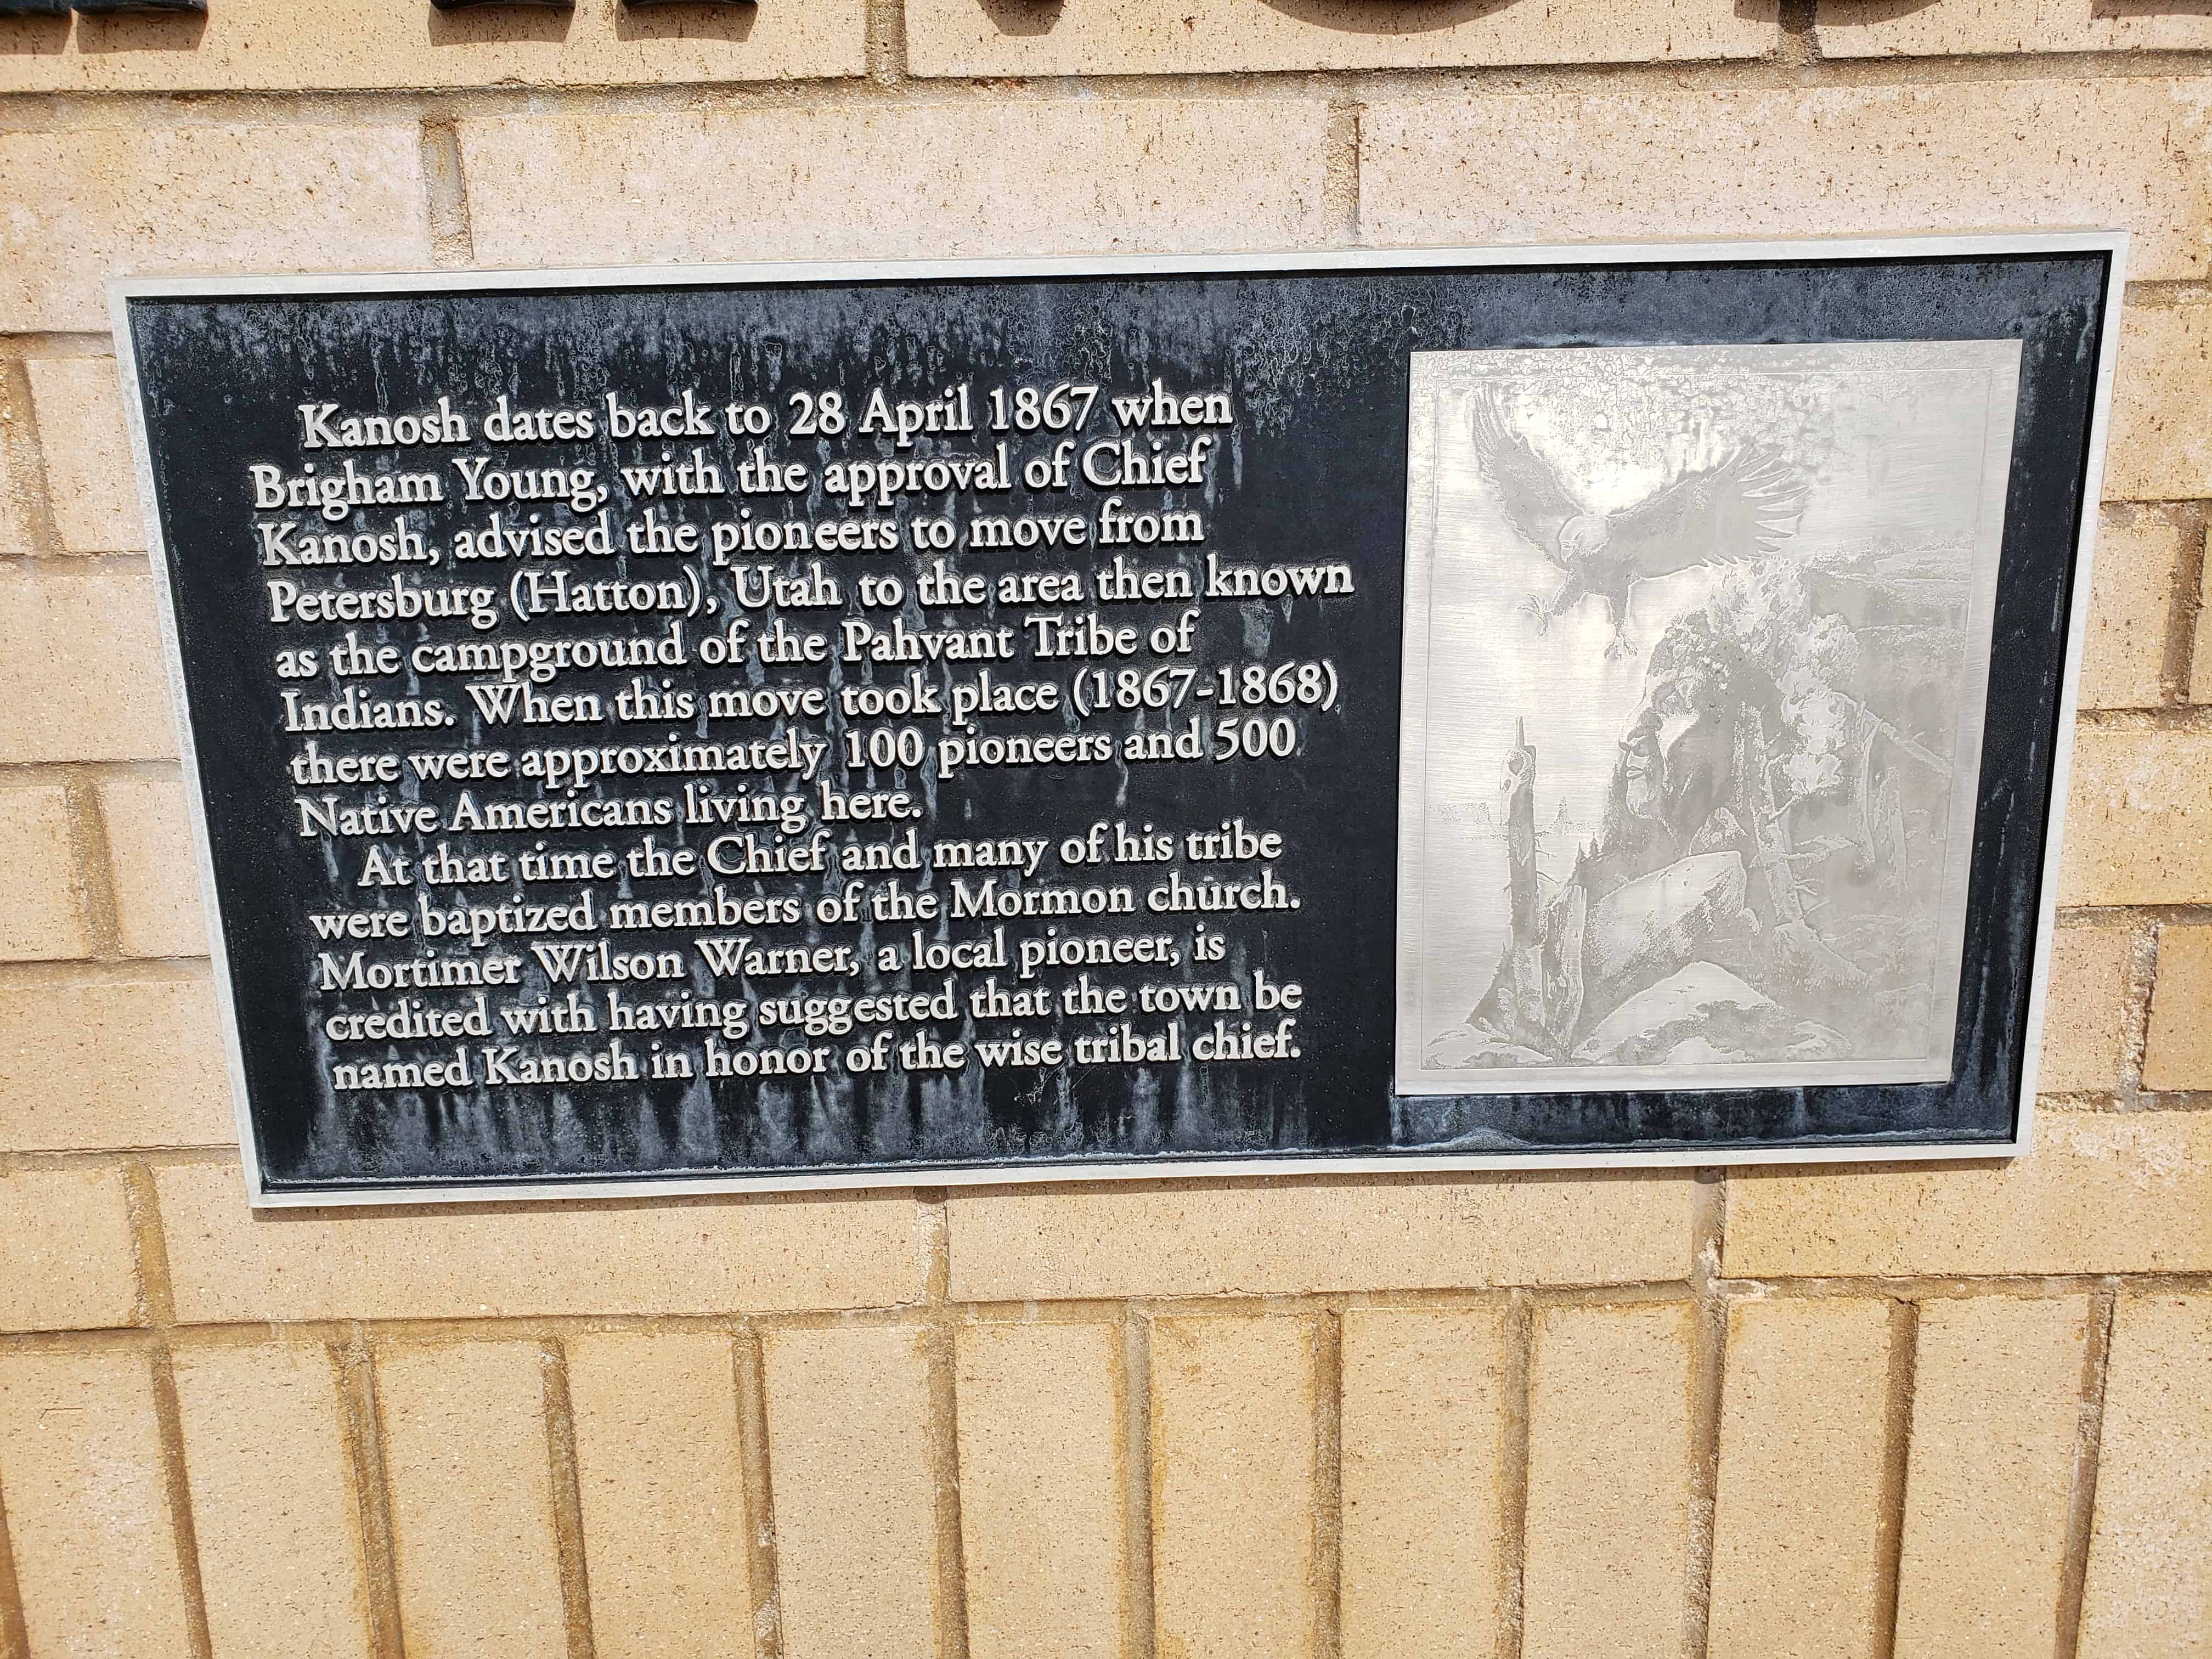 Kanosh dates back to 28 April 1867 when
Brigham Young, with the approval of Chief
Kanosh, advised the pioneers to move from
Petersburg (Hatton), Utah to the area then known
as the campground of the Pahvant Tribe of
Indians. When this move took place (1867-1868)
there were approximately 100 pioneers and 500
Native Americans living here.
At that time the Chief and many of his tribe
were baptized members of the Mormon church.
Mortimer Wilson Warner, a local pioneer, is
credited with having suggested that the town be
named Kanosh in honor of the wise tribal chief.